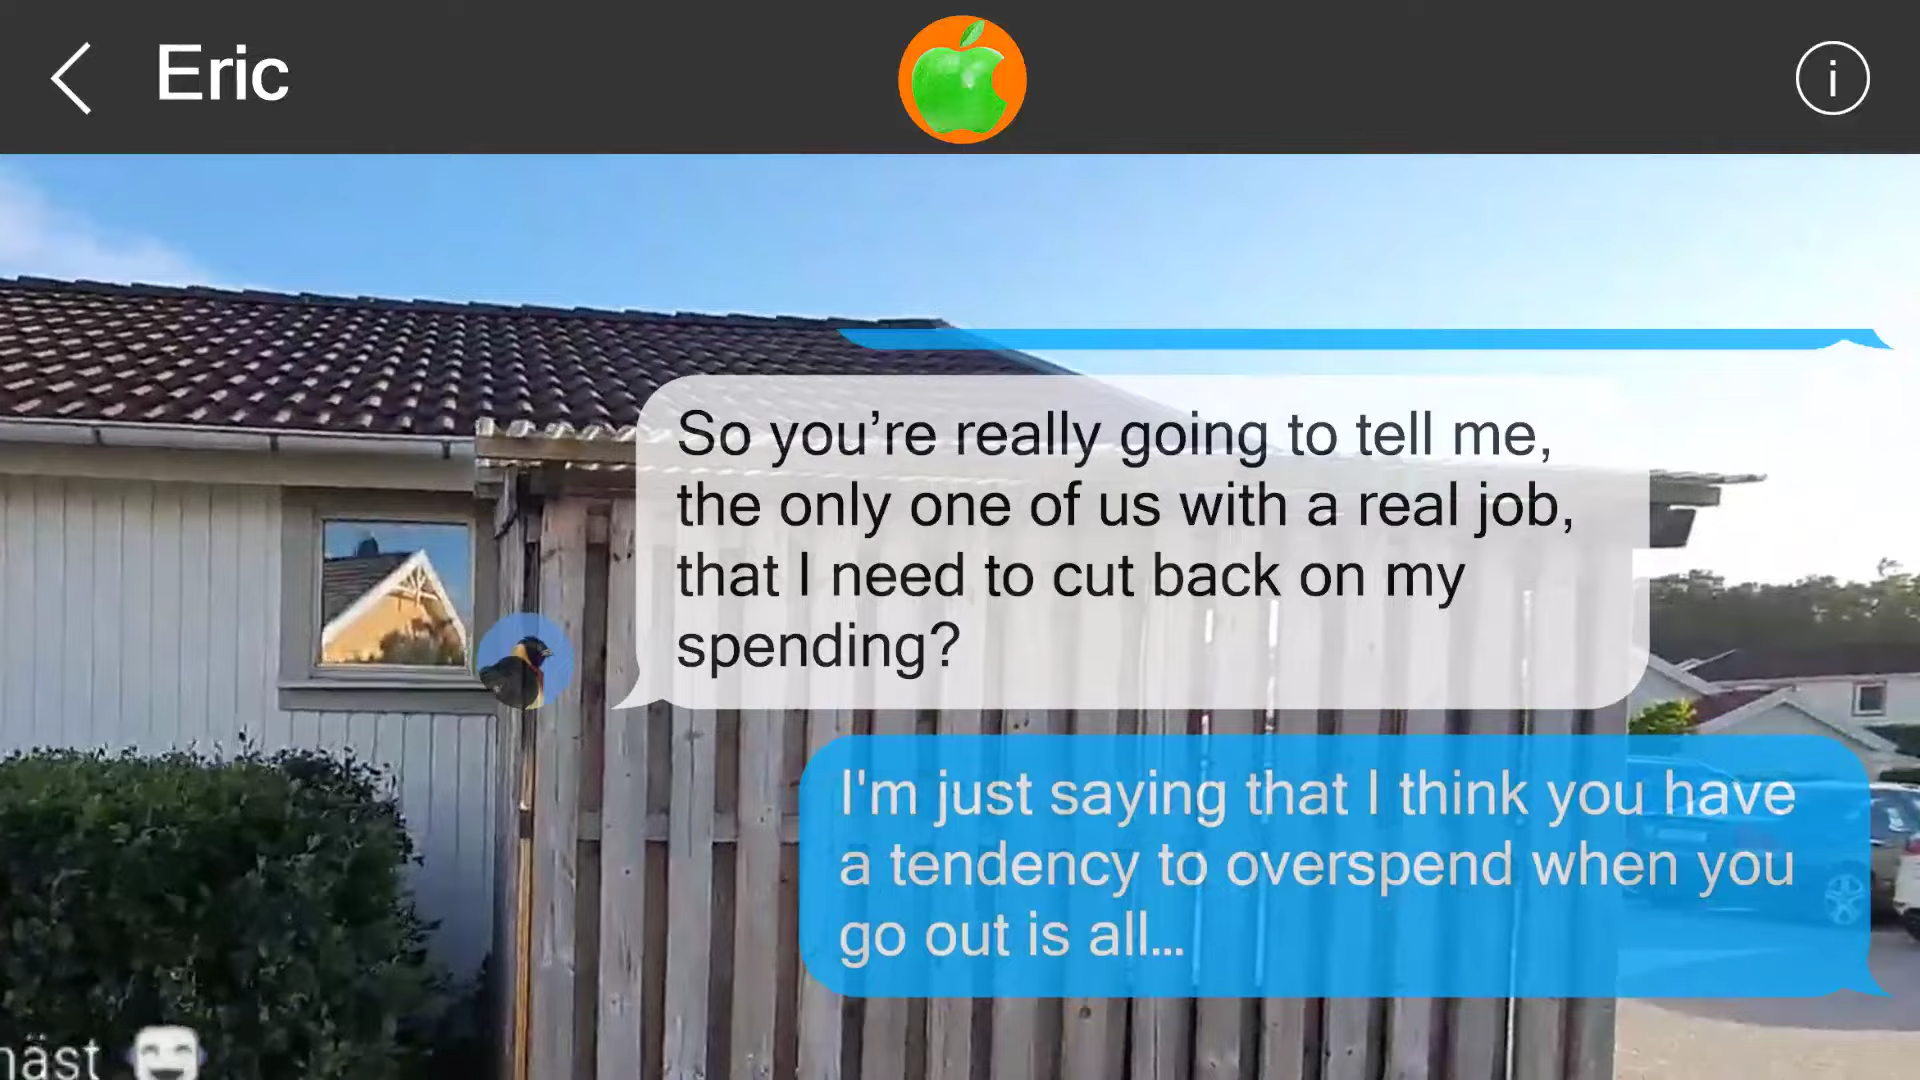 Eric
i
So you’re really going to tell me,
the only one of us with a real job,
that I need to cut back on my
spending?
I'm just saying that I think you have
a tendency to overspend when you
go out is all...